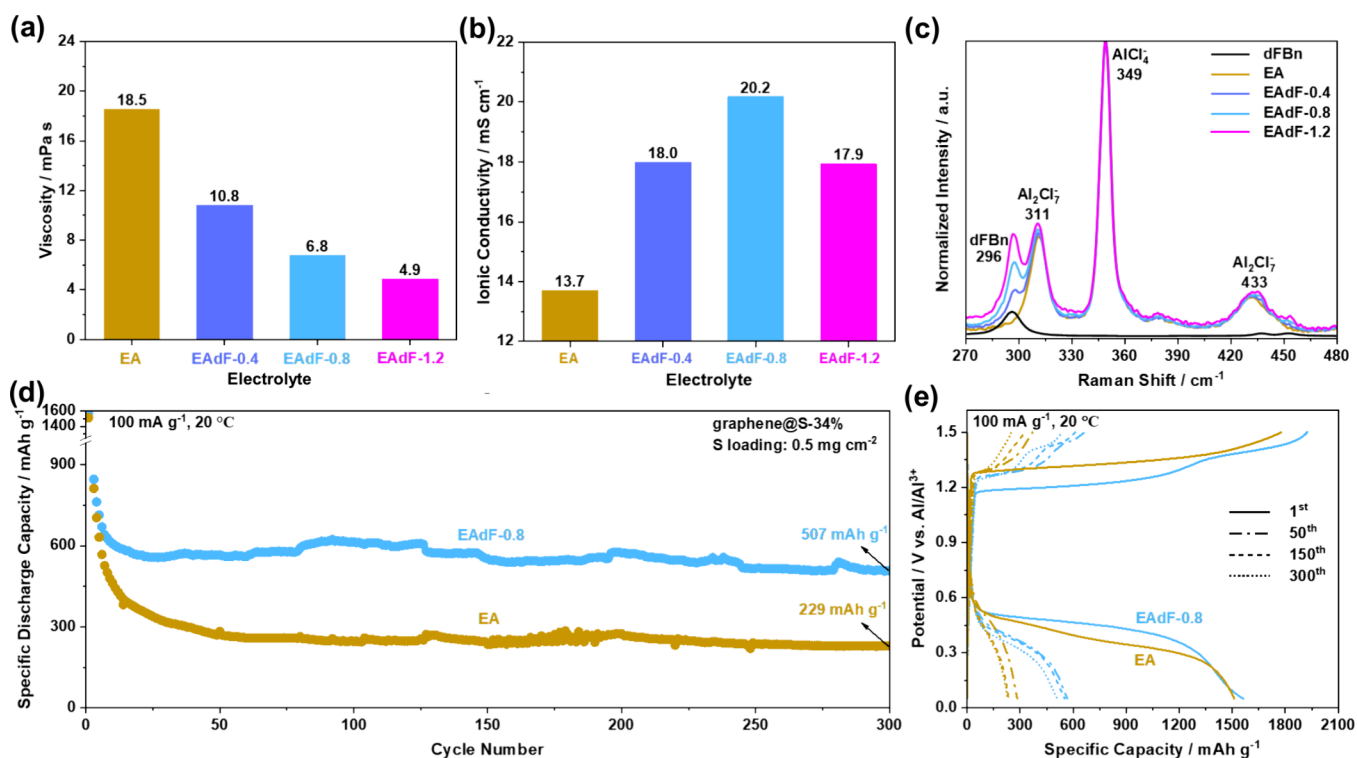 (a)
24
20
16
12
8
4
0
Viscosity / mPa s
18.5
10.8
6.8
4.9
EA
EAdF-0.4
EAdF-0.8
EAdF-1.2
Electrolyte
(b)
24
22
20
18
16
14
12
Ionic Conductivity / mS cm⁻¹
13.7
18.0
20.2
17.9
EA
EAdF-0.4
EAdF-0.8
EAdF-1.2
Electrolyte
(c)
Normalized Intensity / a.u.
dFBn
296
Al₂Cl₇⁻
311
AlCl₄⁻
349
Al₂Cl₇⁻
433
dFBn
EA
EAdF-0.4
EAdF-0.8
EAdF-1.2
270 300 330 360 390 420 450 480
Raman Shift / cm⁻¹
(d)
1600
1400
900
600
300
0
Specific Discharge Capacity / mAh g⁻¹
100 mA g⁻¹, 20 °C
graphene@S-34%
S loading: 0.5 mg cm⁻²
EAdF-0.8
507 mAh g⁻¹
EA
229 mAh g⁻¹
0 50 100 150 200 250 300
Cycle Number
(e)
1.5
1.2
0.9
0.6
0.3
0.0
Potential / V vs. Al/Al³⁺
100 mA g⁻¹, 20 °C
1ˢᵗ
50ᵗʰ
150ᵗʰ
300ᵗʰ
EAdF-0.8
EA
0 300 600 900 1200 1500 1800 2100
Specific Capacity / mAh g⁻¹